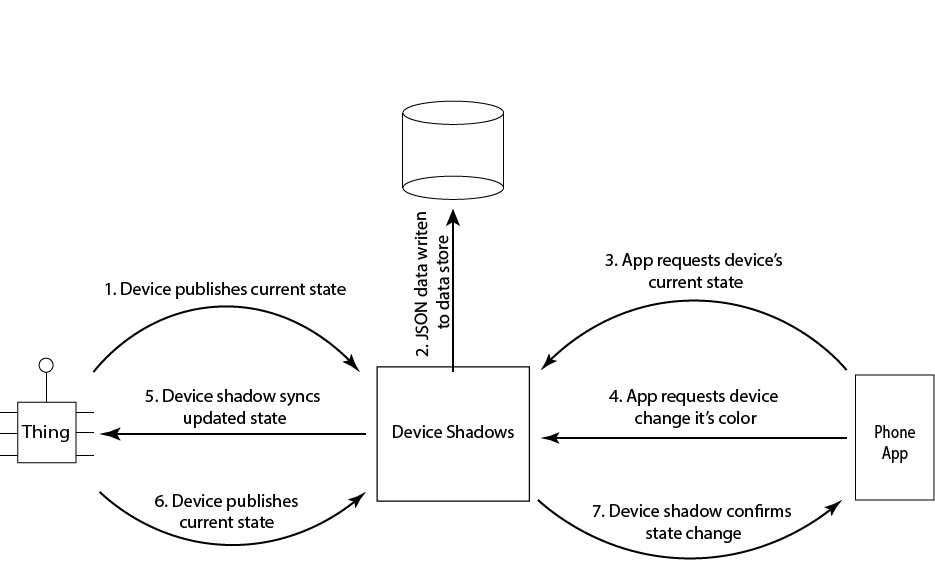 2. JSON data writen
to data store
3. App requests device’s
current state
1. Device publishes current state
5. Device shadow syncs
updated state
4. App requests device
change it’s color
Thing
Device Shadows
Phone
App
6. Device publishes
current state
7. Device shadow confirms
state change